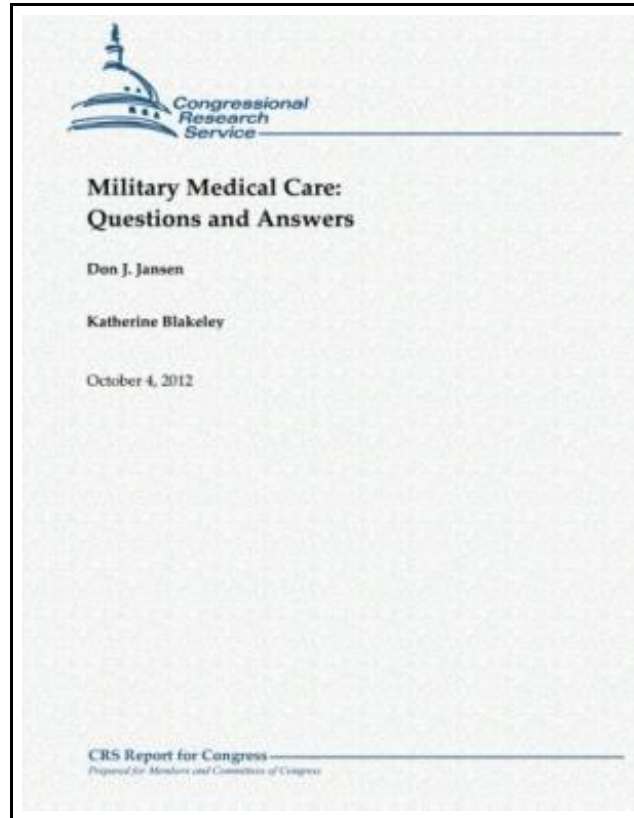 Congressional
Research
Service
Military Medical Care:
Questions and Answers
Don J. Jansen
Katherine Blakeley
October 4, 2012
CRS Report for Congress
Prepared for Members and Committees of Congress